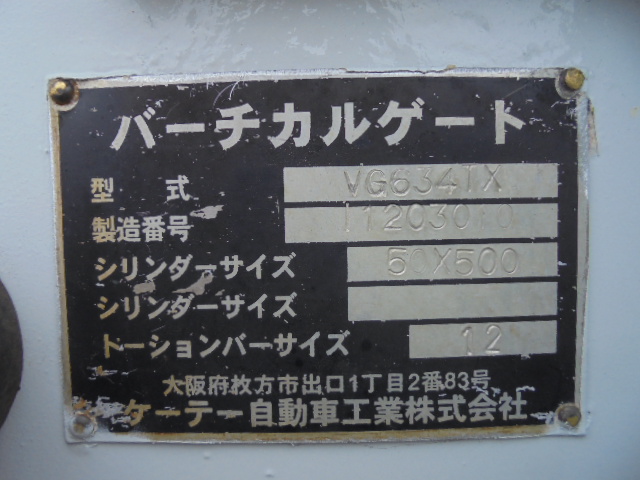 バーチカルゲート
型式 VG634TX
製造番号
シリンダーサイズ 50X500
シリンダーサイズ
トーションバーサイズ 12
大阪府枚方市出口1丁目2番83号
ケーテー自動車工業株式会社